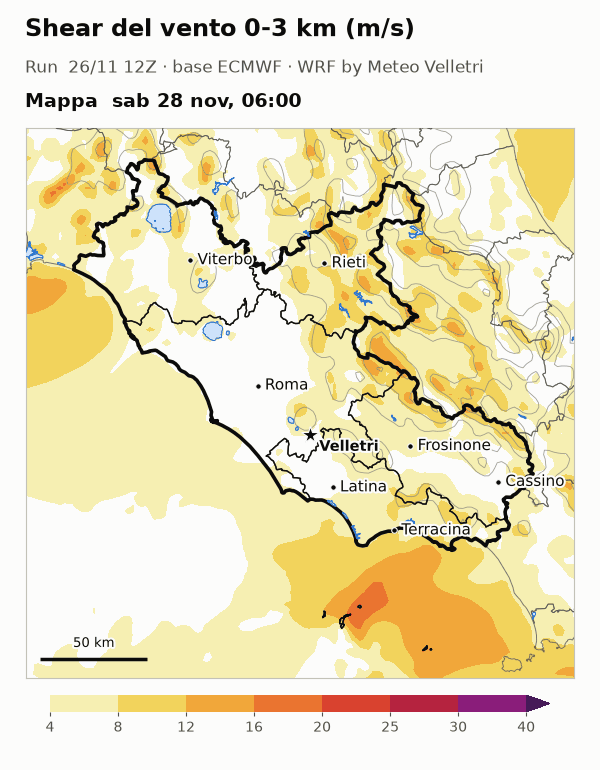 Shear del vento 0-3 km (m/s)
Run 26/11 12Z · base ECMWF · WRF by Meteo Velletri
Mappa sab 28 nov, 06:00
Viterbo
Rieti
Roma
Velletri
Frosinone
Cassino
Latina
Terracina
50 km
4 8 12 16 20 25 30 40